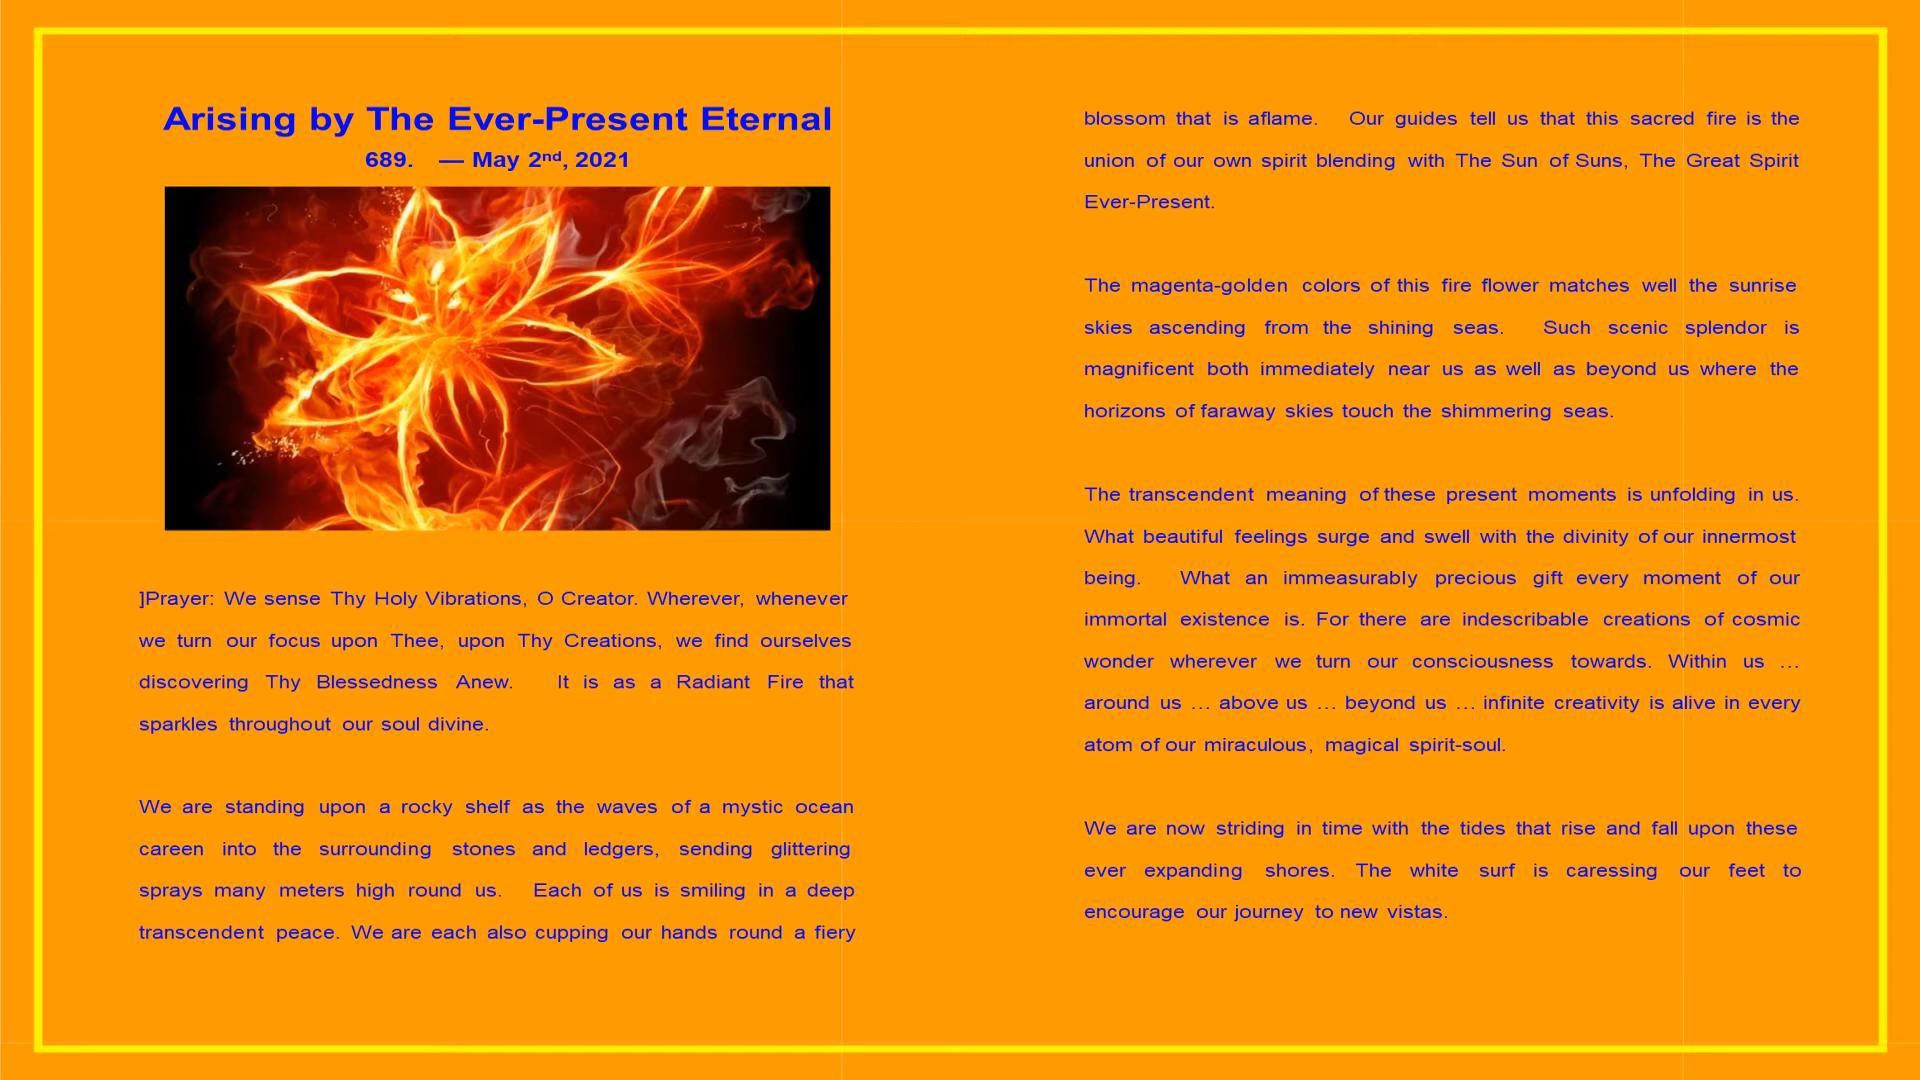 Arising by The Ever-Present Eternal
689. — May 2nd, 2021
]Prayer: We sense Thy Holy Vibrations, O Creator. Wherever, whenever
we turn our focus upon Thee, upon Thy Creations, we find ourselves
discovering Thy Blessedness Anew. It is as a Radiant Fire that
sparkles throughout our soul divine.
We are standing upon a rocky shelf as the waves of a mystic ocean
careen into the surrounding stones and ledgers, sending glittering
sprays many meters high round us. Each of us is smiling in a deep
transcendent peace. We are each also cupping our hands round a fiery
blossom that is aflame. Our guides tell us that this sacred fire is the
union of our own spirit blending with The Sun of Suns, The Great Spirit
Ever-Present.
The magenta-golden colors of this fire flower matches well the sunrise
skies ascending from the shining seas. Such scenic splendor is
magnificent both immediately near us as well as beyond us where the
horizons of faraway skies touch the shimmering seas.
The transcendent meaning of these present moments is unfolding in us.
What beautiful feelings surge and swell with the divinity of our innermost
being. What an immeasurably precious gift every moment of our
immortal existence is. For there are indescribable creations of cosmic
wonder wherever we turn our consciousness towards. Within us …
around us … above us … beyond us … infinite creativity is alive in every
atom of our miraculous, magical spirit-soul.
We are now striding in time with the tides that rise and fall upon these
ever expanding shores. The white surf is caressing our feet to
encourage our journey to new vistas.